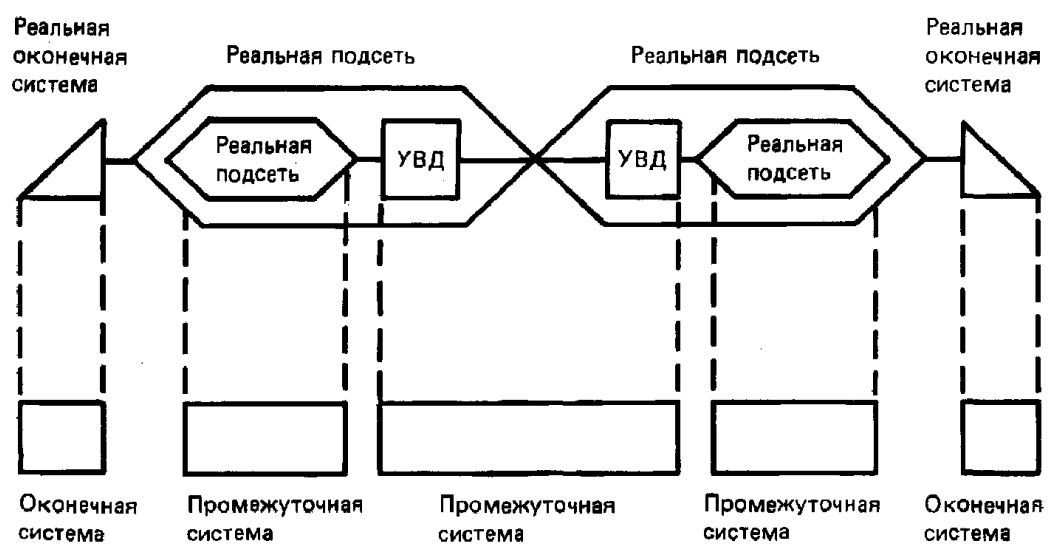 Реальная
оконечная
система
Реальная подсеть
Реальная подсеть
Реальная
оконечная
система
Реальная
подсеть
УВД
УВД
Реальная
подсеть
Оконечная
система
Промежуточная
система
Промежуточная
система
Промежуточная
система
Оконечная
система